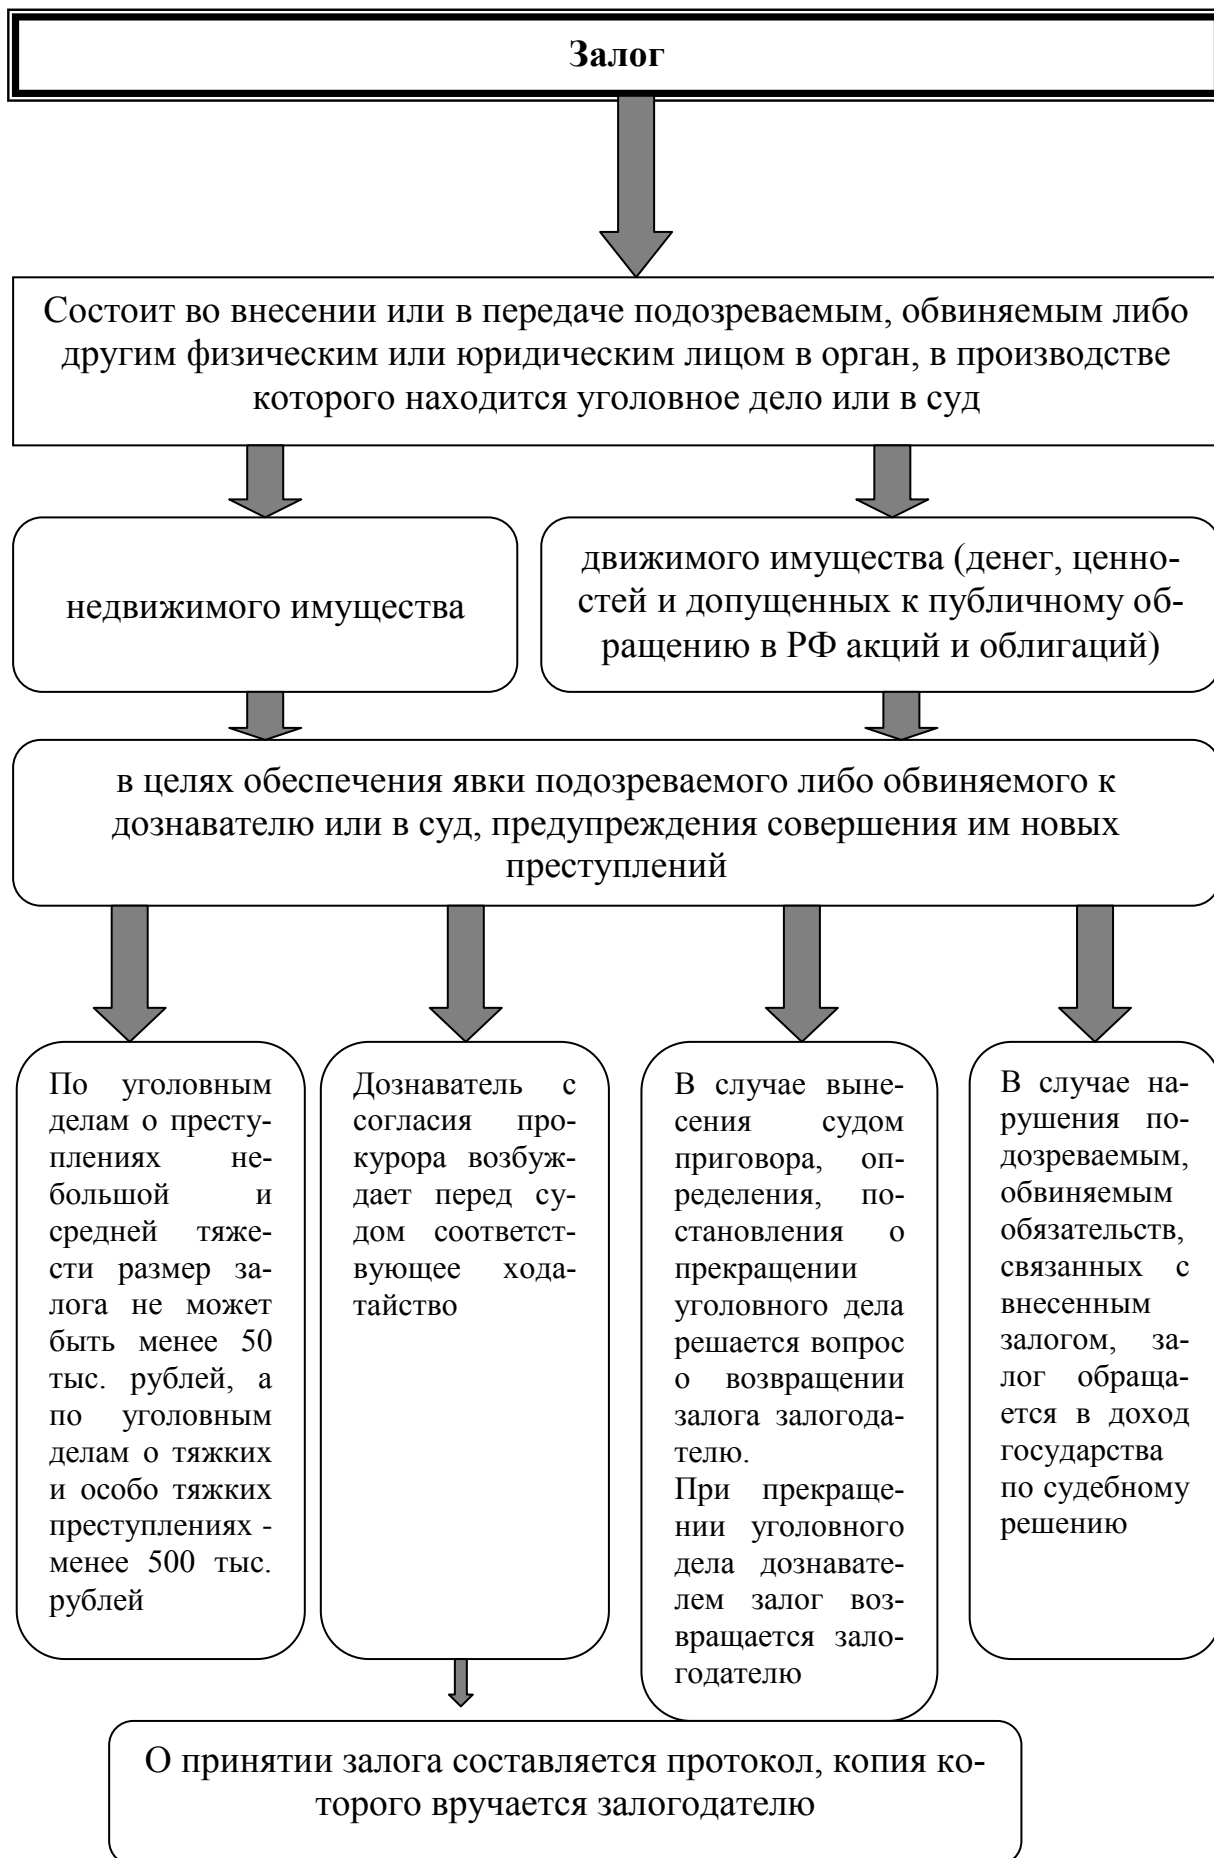 Залог
Состоит во внесении или в передаче подозреваемым, обвиняемым либо
другим физическим или юридическим лицом в орган, в производстве
которого находится уголовное дело или в суд
недвижимого имущества
движимого имущества (денег, ценно-
стей и допущенных к публичному об-
ращению в РФ акций и облигаций)
в целях обеспечения явки подозреваемого либо обвиняемого к
дознавателю или в суд, предупреждения совершения им новых
преступлений
По уголовным
делам о престу-
плениях не-
большой и
средней тяже-
сти размер за-
лога не может
быть менее 50
тыс. рублей, а
по уголовным
делам о тяжких
и особо тяжких
преступлениях -
менее 500 тыс.
рублей
Дознаватель с
согласия про-
курора возбуж-
дает перед су-
дом соответст-
вующее хода-
тайство
В случае выне-
сения судом
приговора, оп-
ределения, по-
становления о
прекращении
уголовного дела
решается вопрос
о возвращении
залога залогода-
телю.
При прекраще-
нии уголовного
дела дознавате-
лем залог воз-
вращается зало-
годателю
В случае на-
рушения по-
дозреваемым,
обвиняемым
обязательств,
связанных с
внесенным
залогом, за-
лог обраща-
ется в доход
государства
по судебному
решению
О принятии залога составляется протокол, копия ко-
торого вручается залогодателю